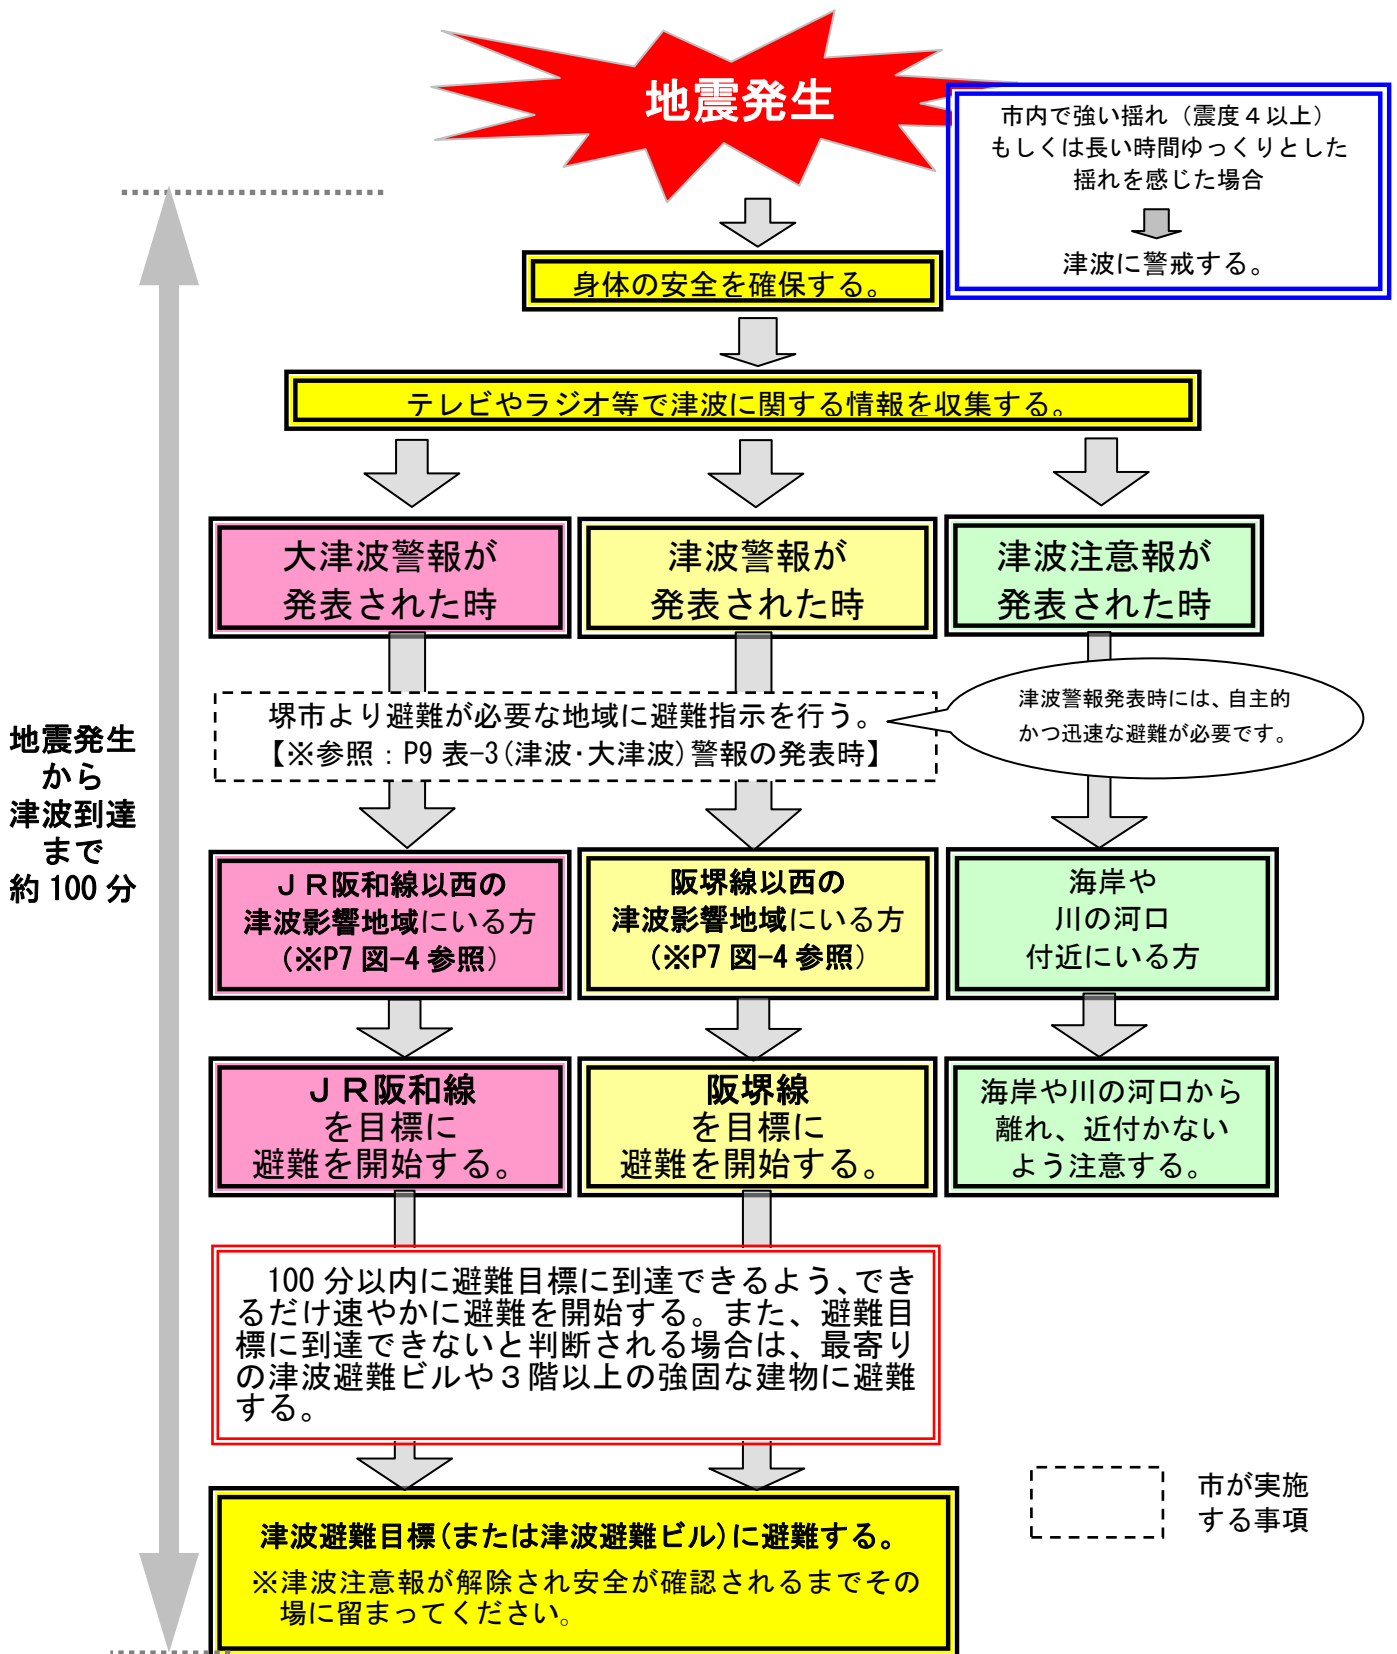 地震発生
市内で強い揺れ（震度４以上）
もしくは長い時間ゆっくりとした
揺れを感じた場合
津波に警戒する。
身体の安全を確保する。
テレビやラジオ等で津波に関する情報を収集する。
大津波警報が
発表された時
津波警報が
発表された時
津波注意報が
発表された時
堺市より避難が必要な地域に避難指示を行う。
【※参照：P9 表-3(津波・大津波)警報の発表時】
津波警報発表時には、自主的
かつ迅速な避難が必要です。
地震発生
から
津波到達
まで
約 100 分
ＪＲ阪和線以西の
津波影響地域にいる方
(※P7 図-4 参照)
阪堺線以西の
津波影響地域にいる方
(※P7 図-4 参照)
海岸や
川の河口
付近にいる方
ＪＲ阪和線
を目標に
避難を開始する。
阪堺線
を目標に
避難を開始する。
海岸や川の河口から
離れ、近付かない
よう注意する。
100 分以内に避難目標に到達できるよう、でき
るだけ速やかに避難を開始する。また、避難目
標に到達できないと判断される場合は、最寄り
の津波避難ビルや３階以上の強固な建物に避難
する。
津波避難目標(または津波避難ビル)に避難する。
※津波注意報が解除され安全が確認されるまでその
場に留まってください。
市が実施
する事項